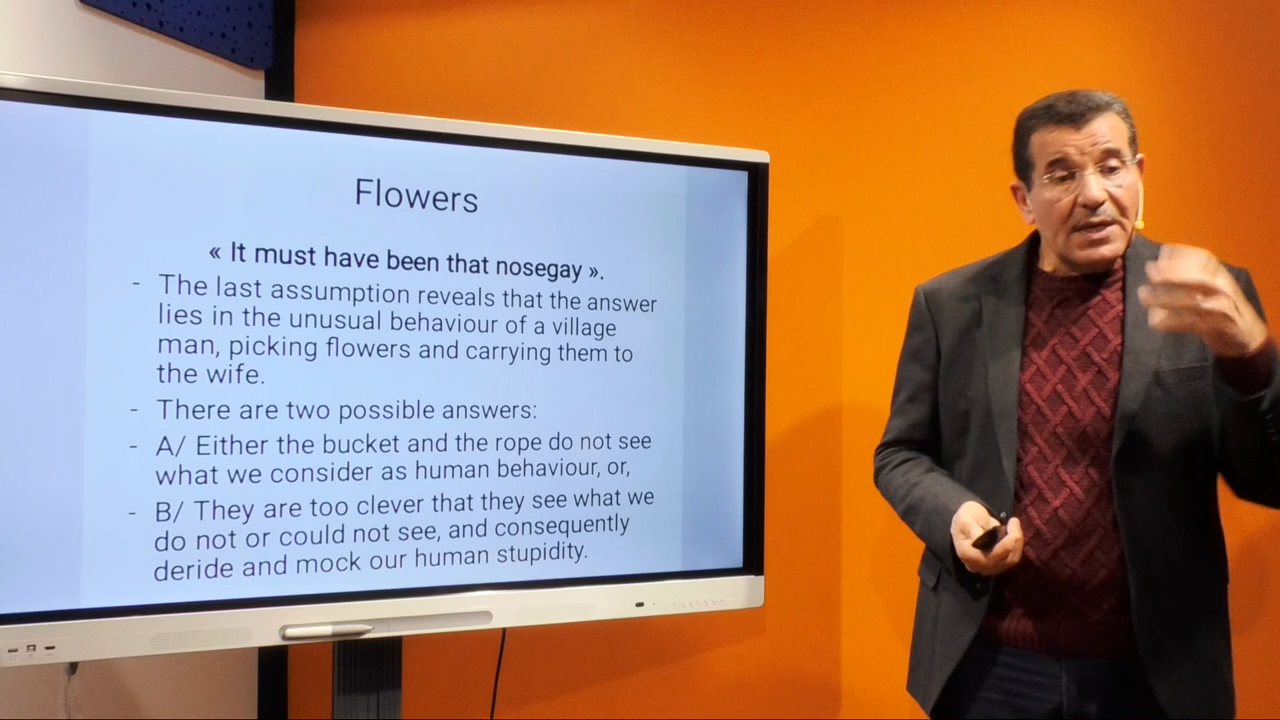 Flowers
« It must have been that nosegay ».
- The last assumption reveals that the answer
lies in the unusual behaviour of a village
man, picking flowers and carrying them to
the wife.
- There are two possible answers:
- A/ Either the bucket and the rope do not see
what we consider as human behaviour, or,
- B/ They are too clever that they see what we
do not or could not see, and consequently
deride and mock our human stupidity.